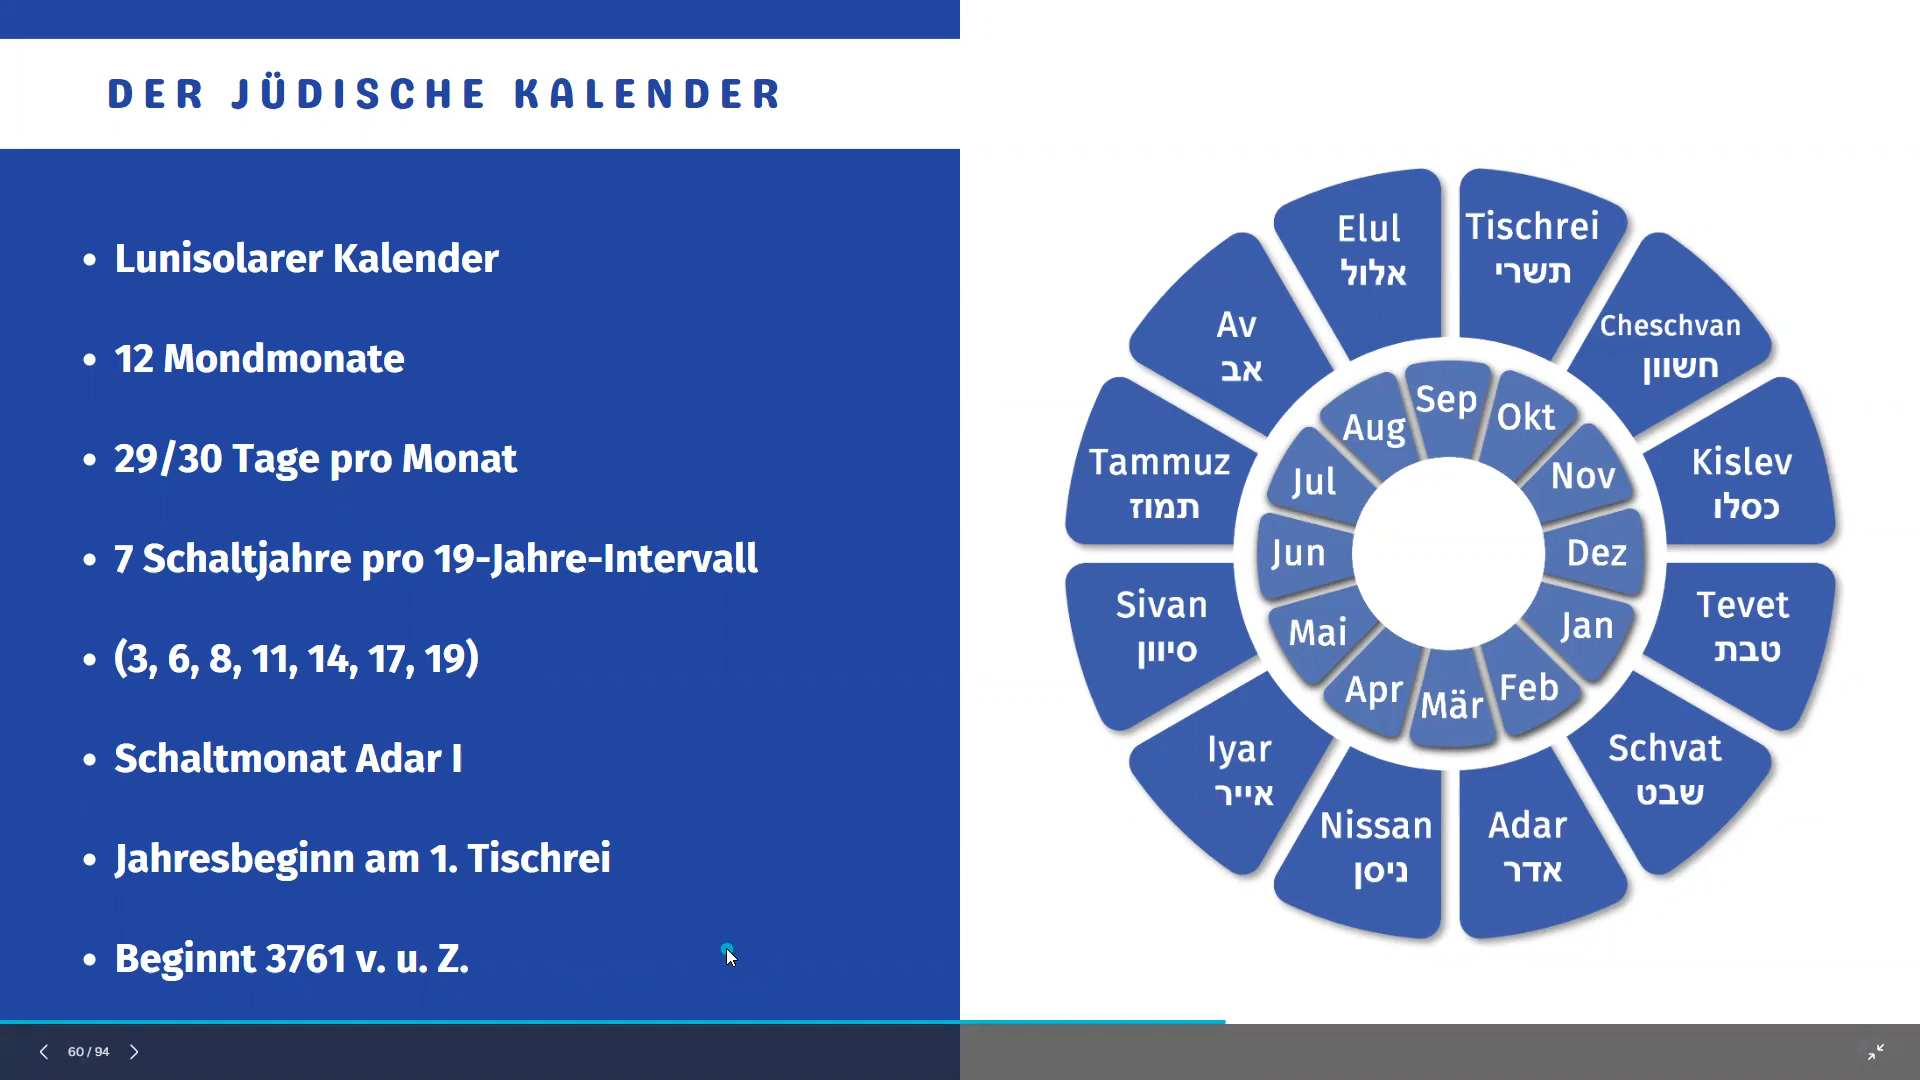 DER JÜDISCHE KALENDER
• Lunisolarer Kalender
• 12 Mondmonate
• 29/30 Tage pro Monat
• 7 Schaltjahre pro 19-Jahre-Intervall
• (3, 6, 8, 11, 14, 17, 19)
• Schaltmonat Adar I
• Jahresbeginn am 1. Tischrei
• Beginnt 3761 v. u. Z.
Tischrei
תשרי
Cheschvan
חשוון
Kislev
כסלו
Tevet
טבת
Schvat
שבט
Adar
אדר
Nissan
ניסן
Iyar
אייר
Sivan
סיוון
Tammuz
תמוז
Av
אב
Elul
אלול
Sep
Okt
Nov
Dez
Jan
Feb
Mär
Apr
Mai
Jun
Jul
Aug
60 / 94